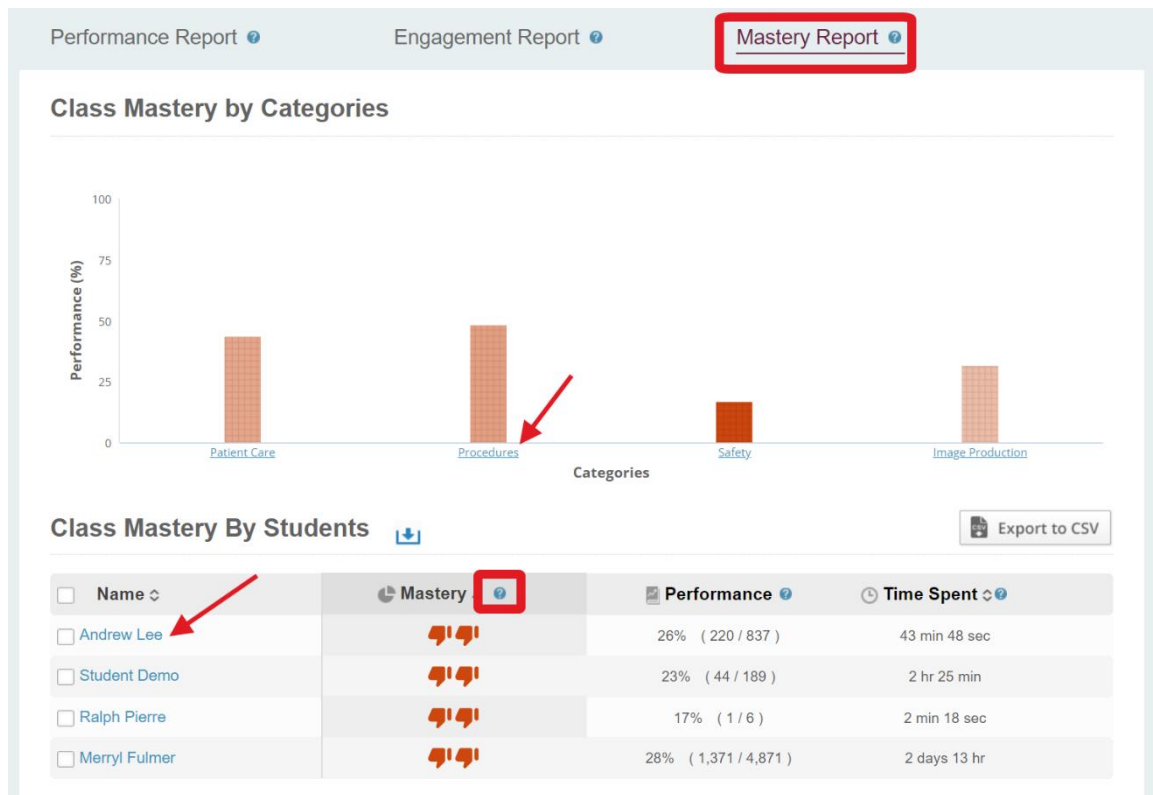 Performance Report ? Engagement Report ? Mastery Report ?
Class Mastery by Categories
100
75
50
25
0
Performance (%)
Patient Care Procedures Safety Image Production
Categories
Class Mastery By Students Export to CSV
Name Mastery ? Performance ? Time Spent ?
Andrew Lee 26% ( 220 / 837 ) 43 min 48 sec
Student Demo 23% ( 44 / 189 ) 2 hr 25 min
Ralph Pierre 17% ( 1 / 6 ) 2 min 18 sec
Merryl Fulmer 28% ( 1,371 / 4,871 ) 2 days 13 hr